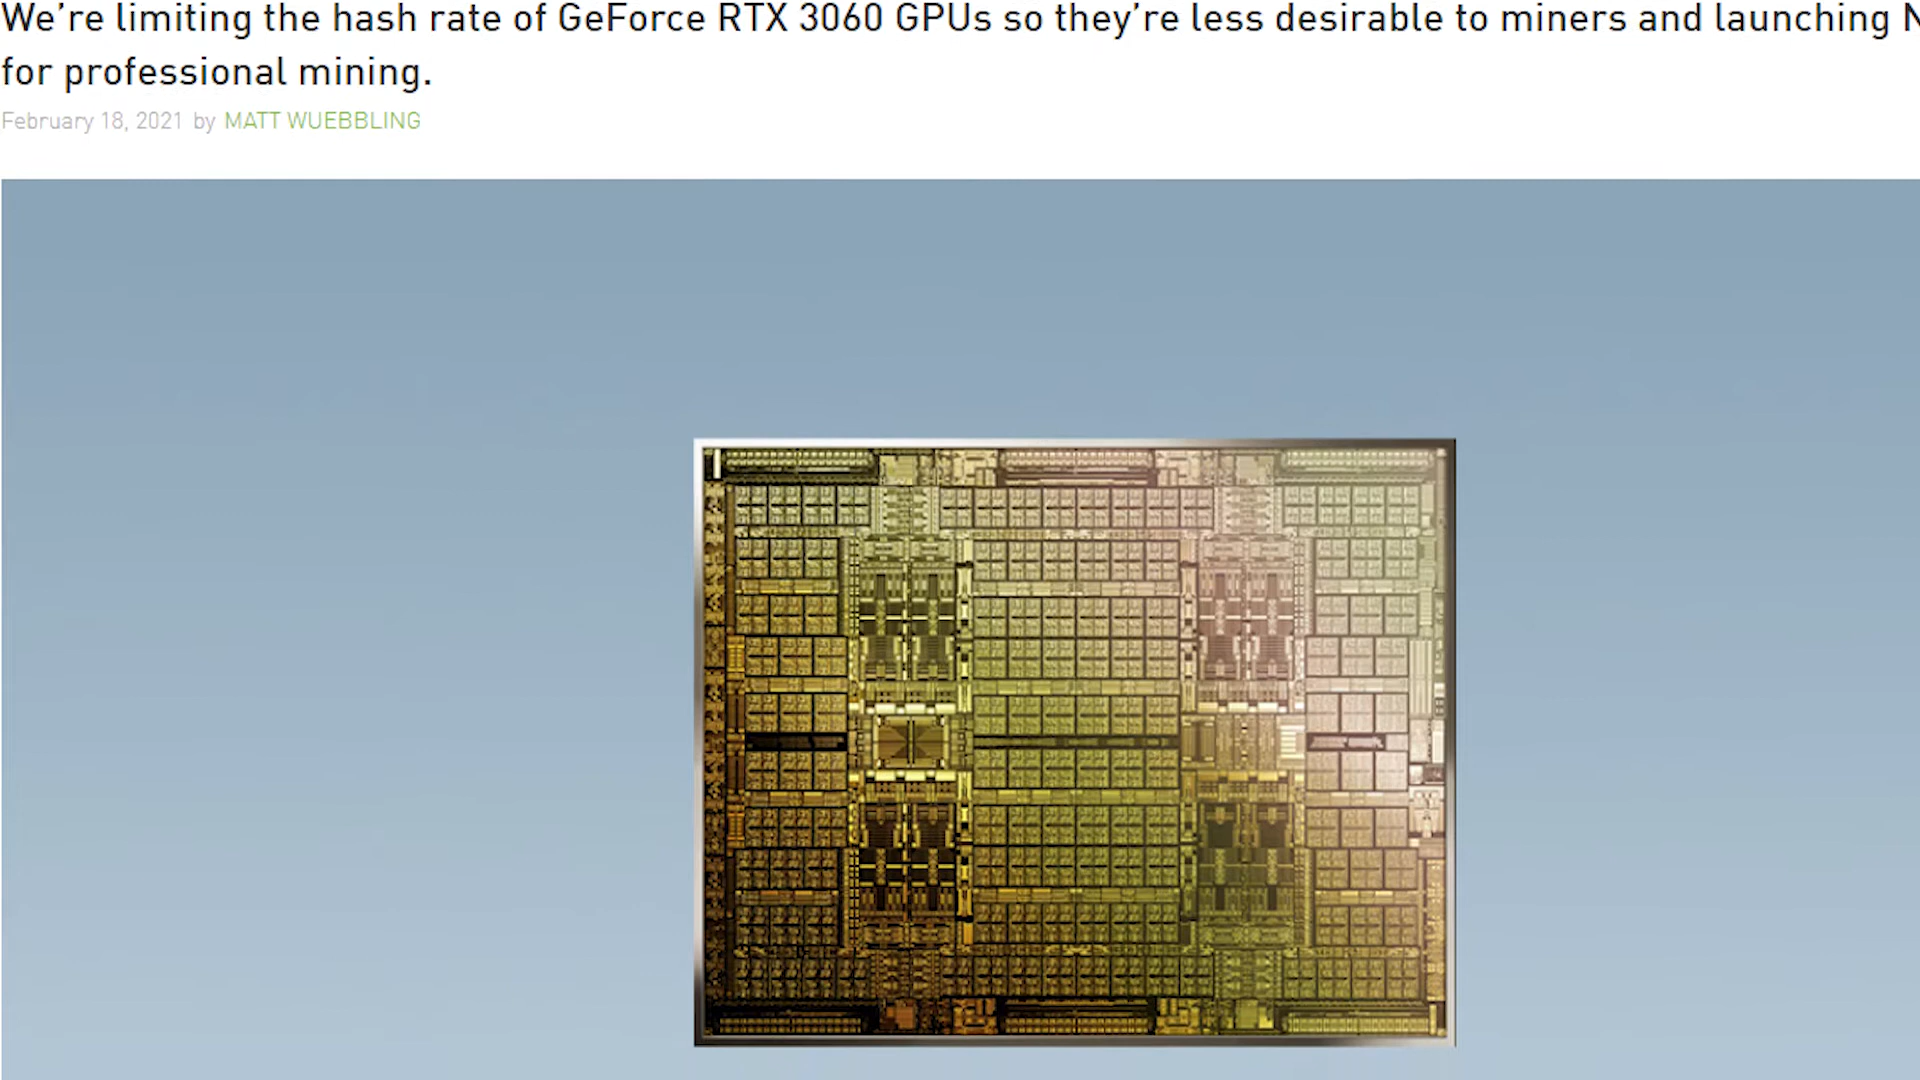 We’re limiting the hash rate of GeForce RTX 3060 GPUs so they’re less desirable to miners and launching
for professional mining.
February 18, 2021 by MATT WUEBBLING